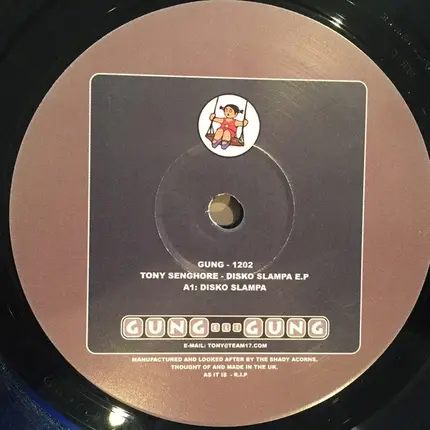 GUNG - 1202
TONY SENGHORE - DISKO SLAMPA E.P
A1: DISKO SLAMPA
GUNG GUNG
E-MAIL: TONY@TEAM17.COM
MANUFACTURED AND LOOKED AFTER BY THE SHADY ACORNS.
THOUGHT OF AND MADE IN THE UK.
AS IT IS - R.I.P